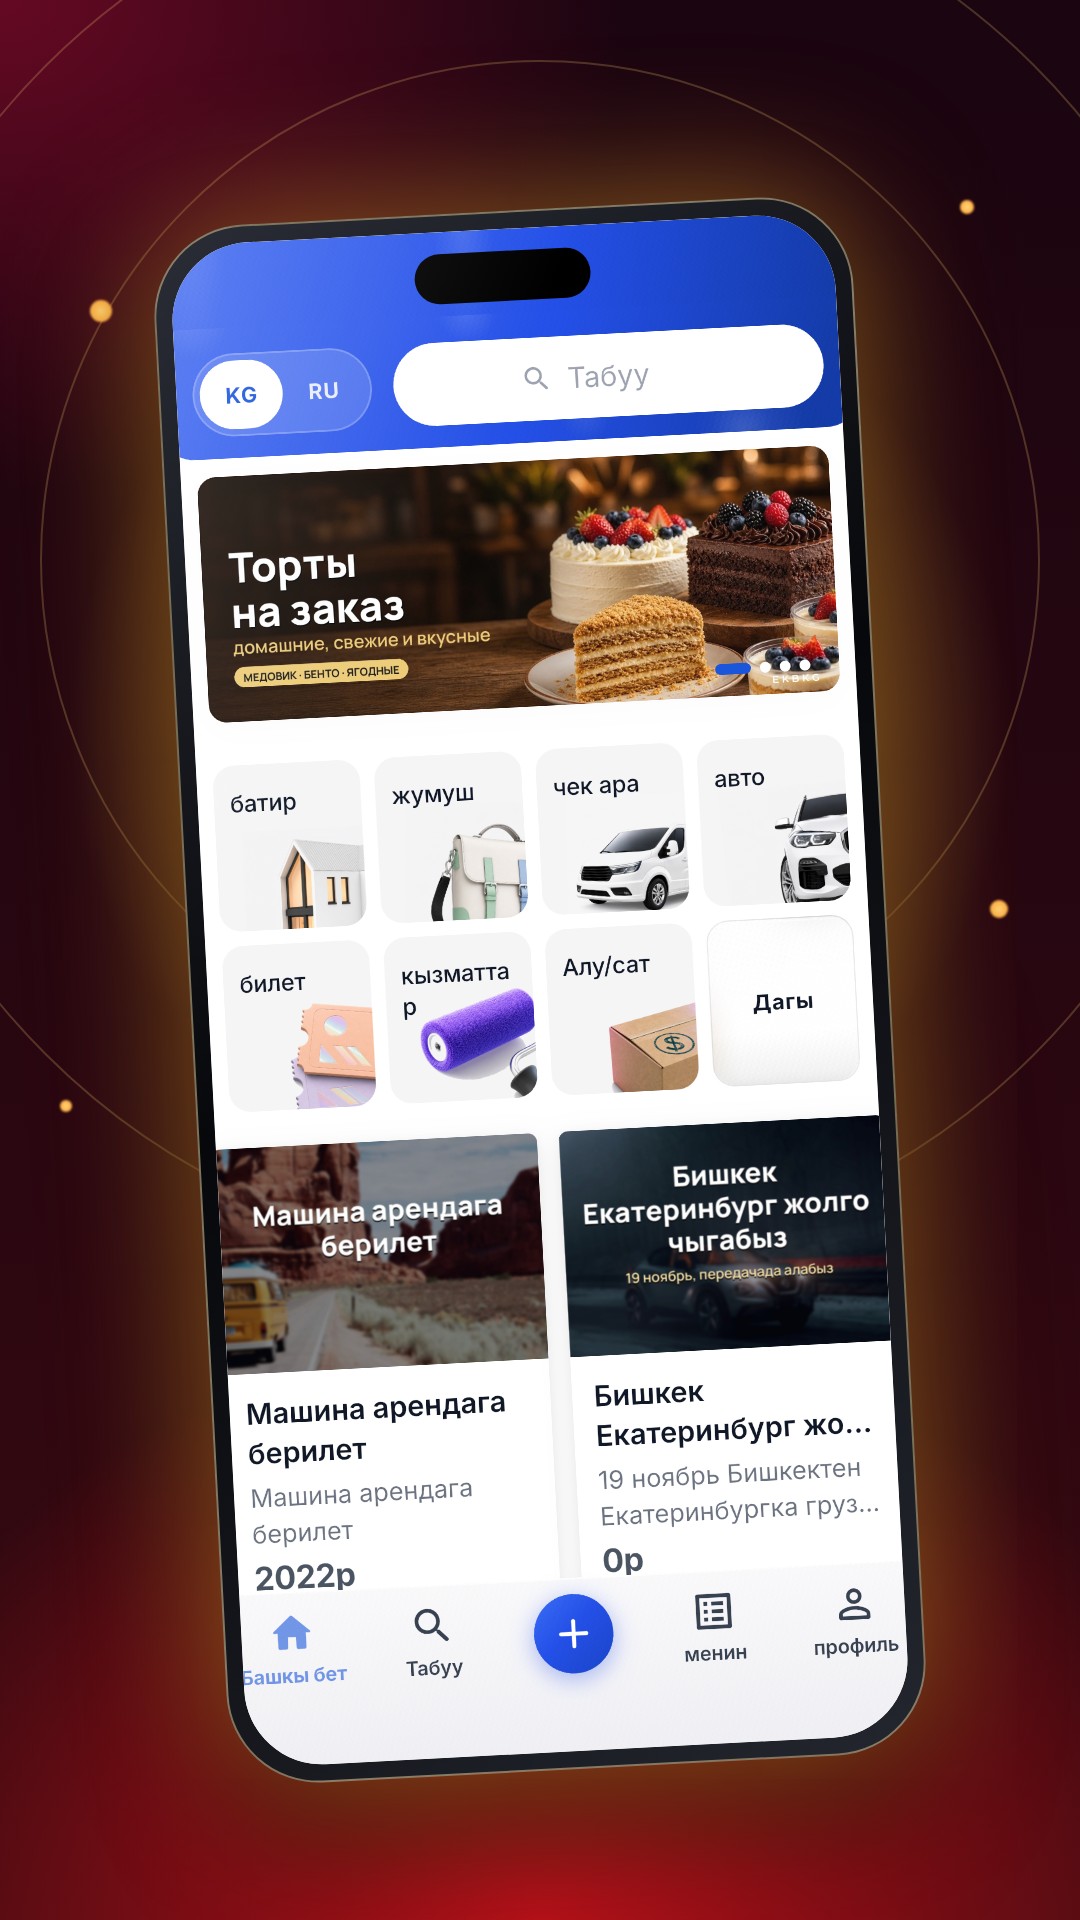 KG
RU
Табуу
Торты
на заказ
домашние, свежие и вкусные
МЕДОВИК · БЕНТО · ЯГОДНЫЕ
EKBKG
батир
жумуш
чек ара
авто
билет
кызматта
р
Алу/сат
Дагы
Машина арендага
берилет
Бишкек
Екатеринбург жолго
чыгабыз
19 ноябрь, передачада алабыз
Машина арендага
берилет
Машина арендага
берилет
2022р
Бишкек
Екатеринбург жо...
19 ноябрь Бишкектен
Екатеринбургка груз...
0р
Башкы бет
Табуу
менин
профиль